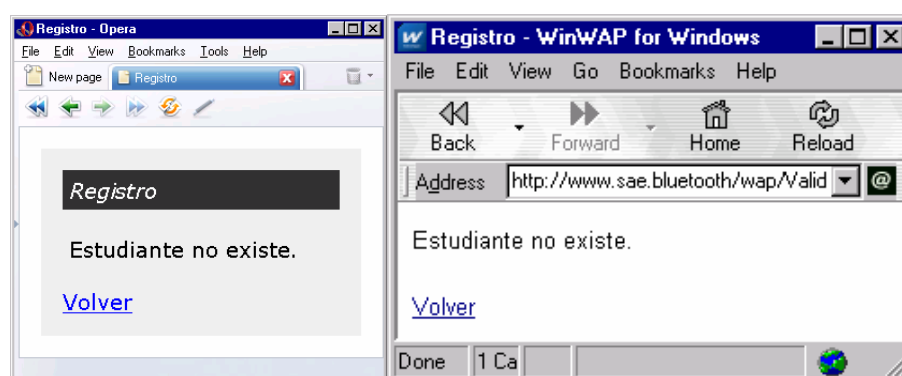 Registro - Opera
File Edit View Bookmarks Tools Help
New page Registro
Registro
Estudiante no existe.
Volver
Registro - WinWAP for Windows
File Edit View Go Bookmarks Help
Back Forward Home Reload
Address http://www.sae.bluetooth/wap/Valid
Estudiante no existe.
Volver
Done 1 Ca